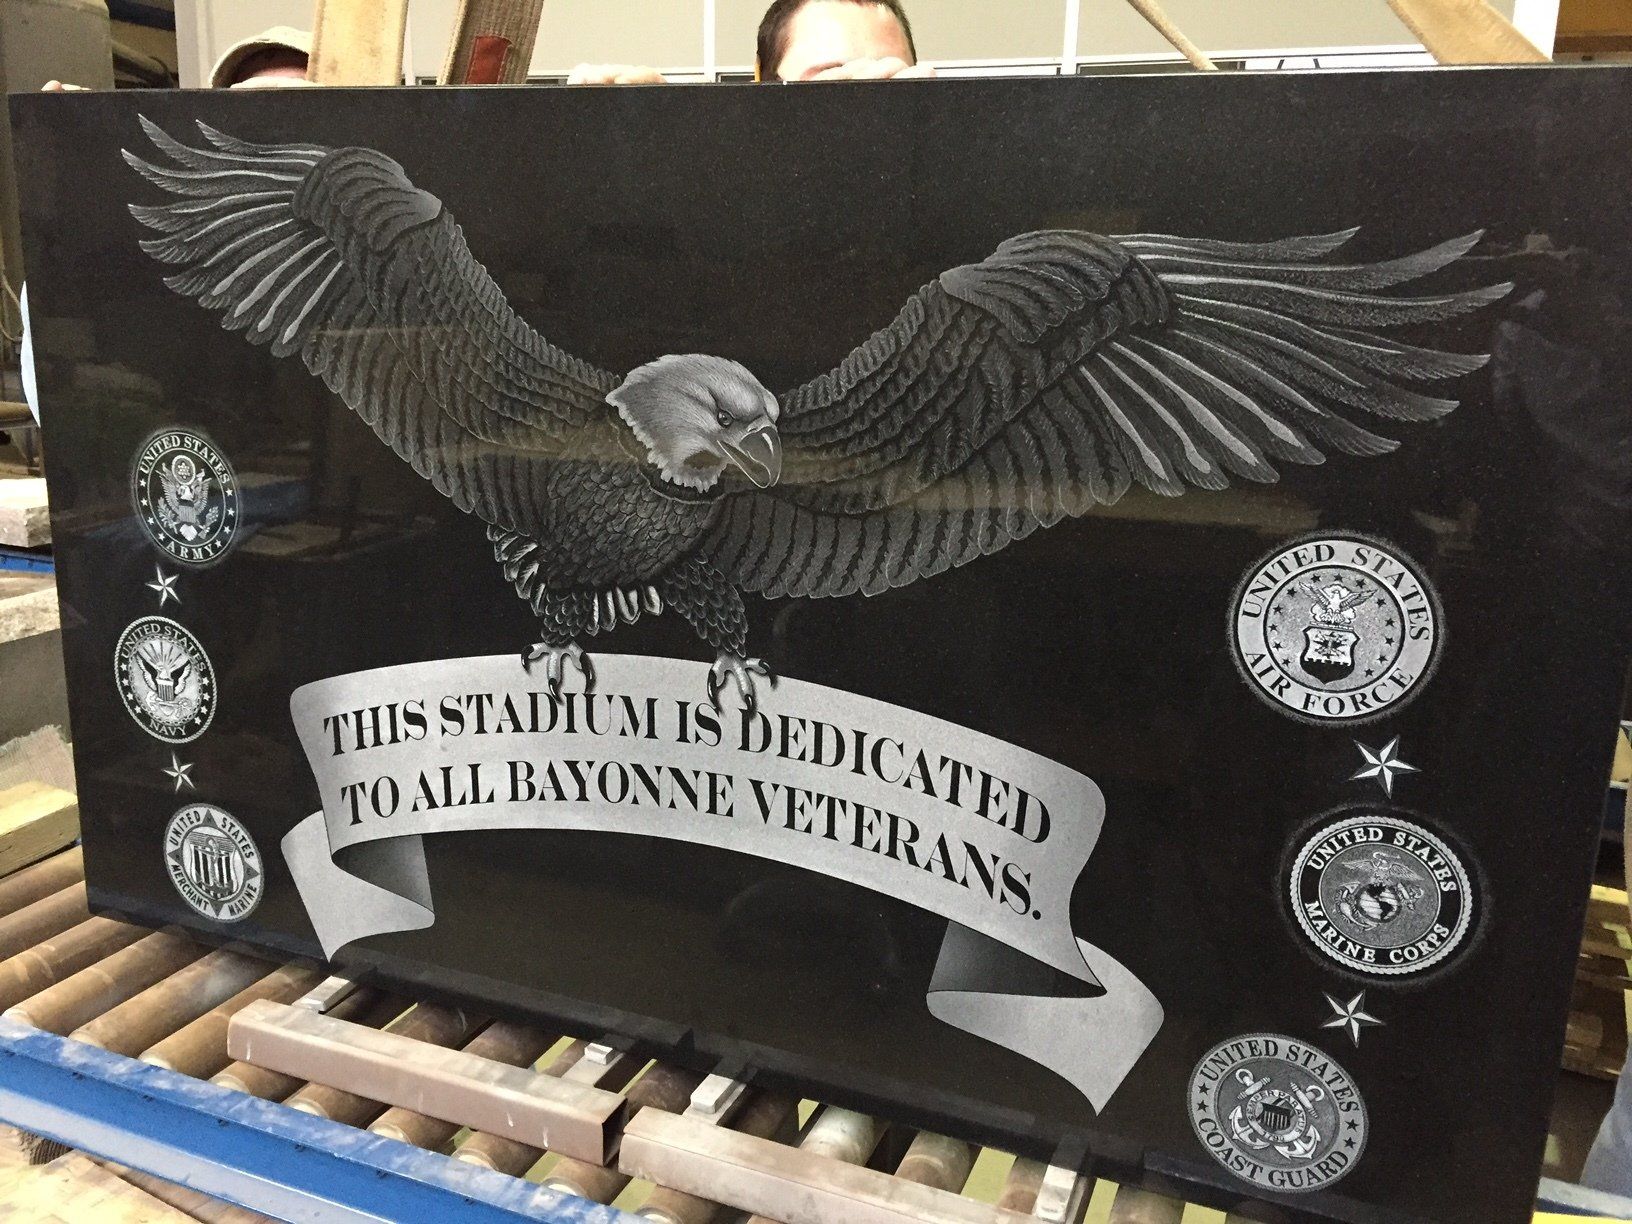 UNITED STATES
ARMY
UNITED STATES
NAVY
UNITED STATES
MERCHANT MARINE
THIS STADIUM IS DEDICATED
TO ALL BAYONNE VETERANS.
UNITED STATES
AIR FORCE
UNITED STATES
MARINE CORPS
UNITED STATES
COAST GUARD